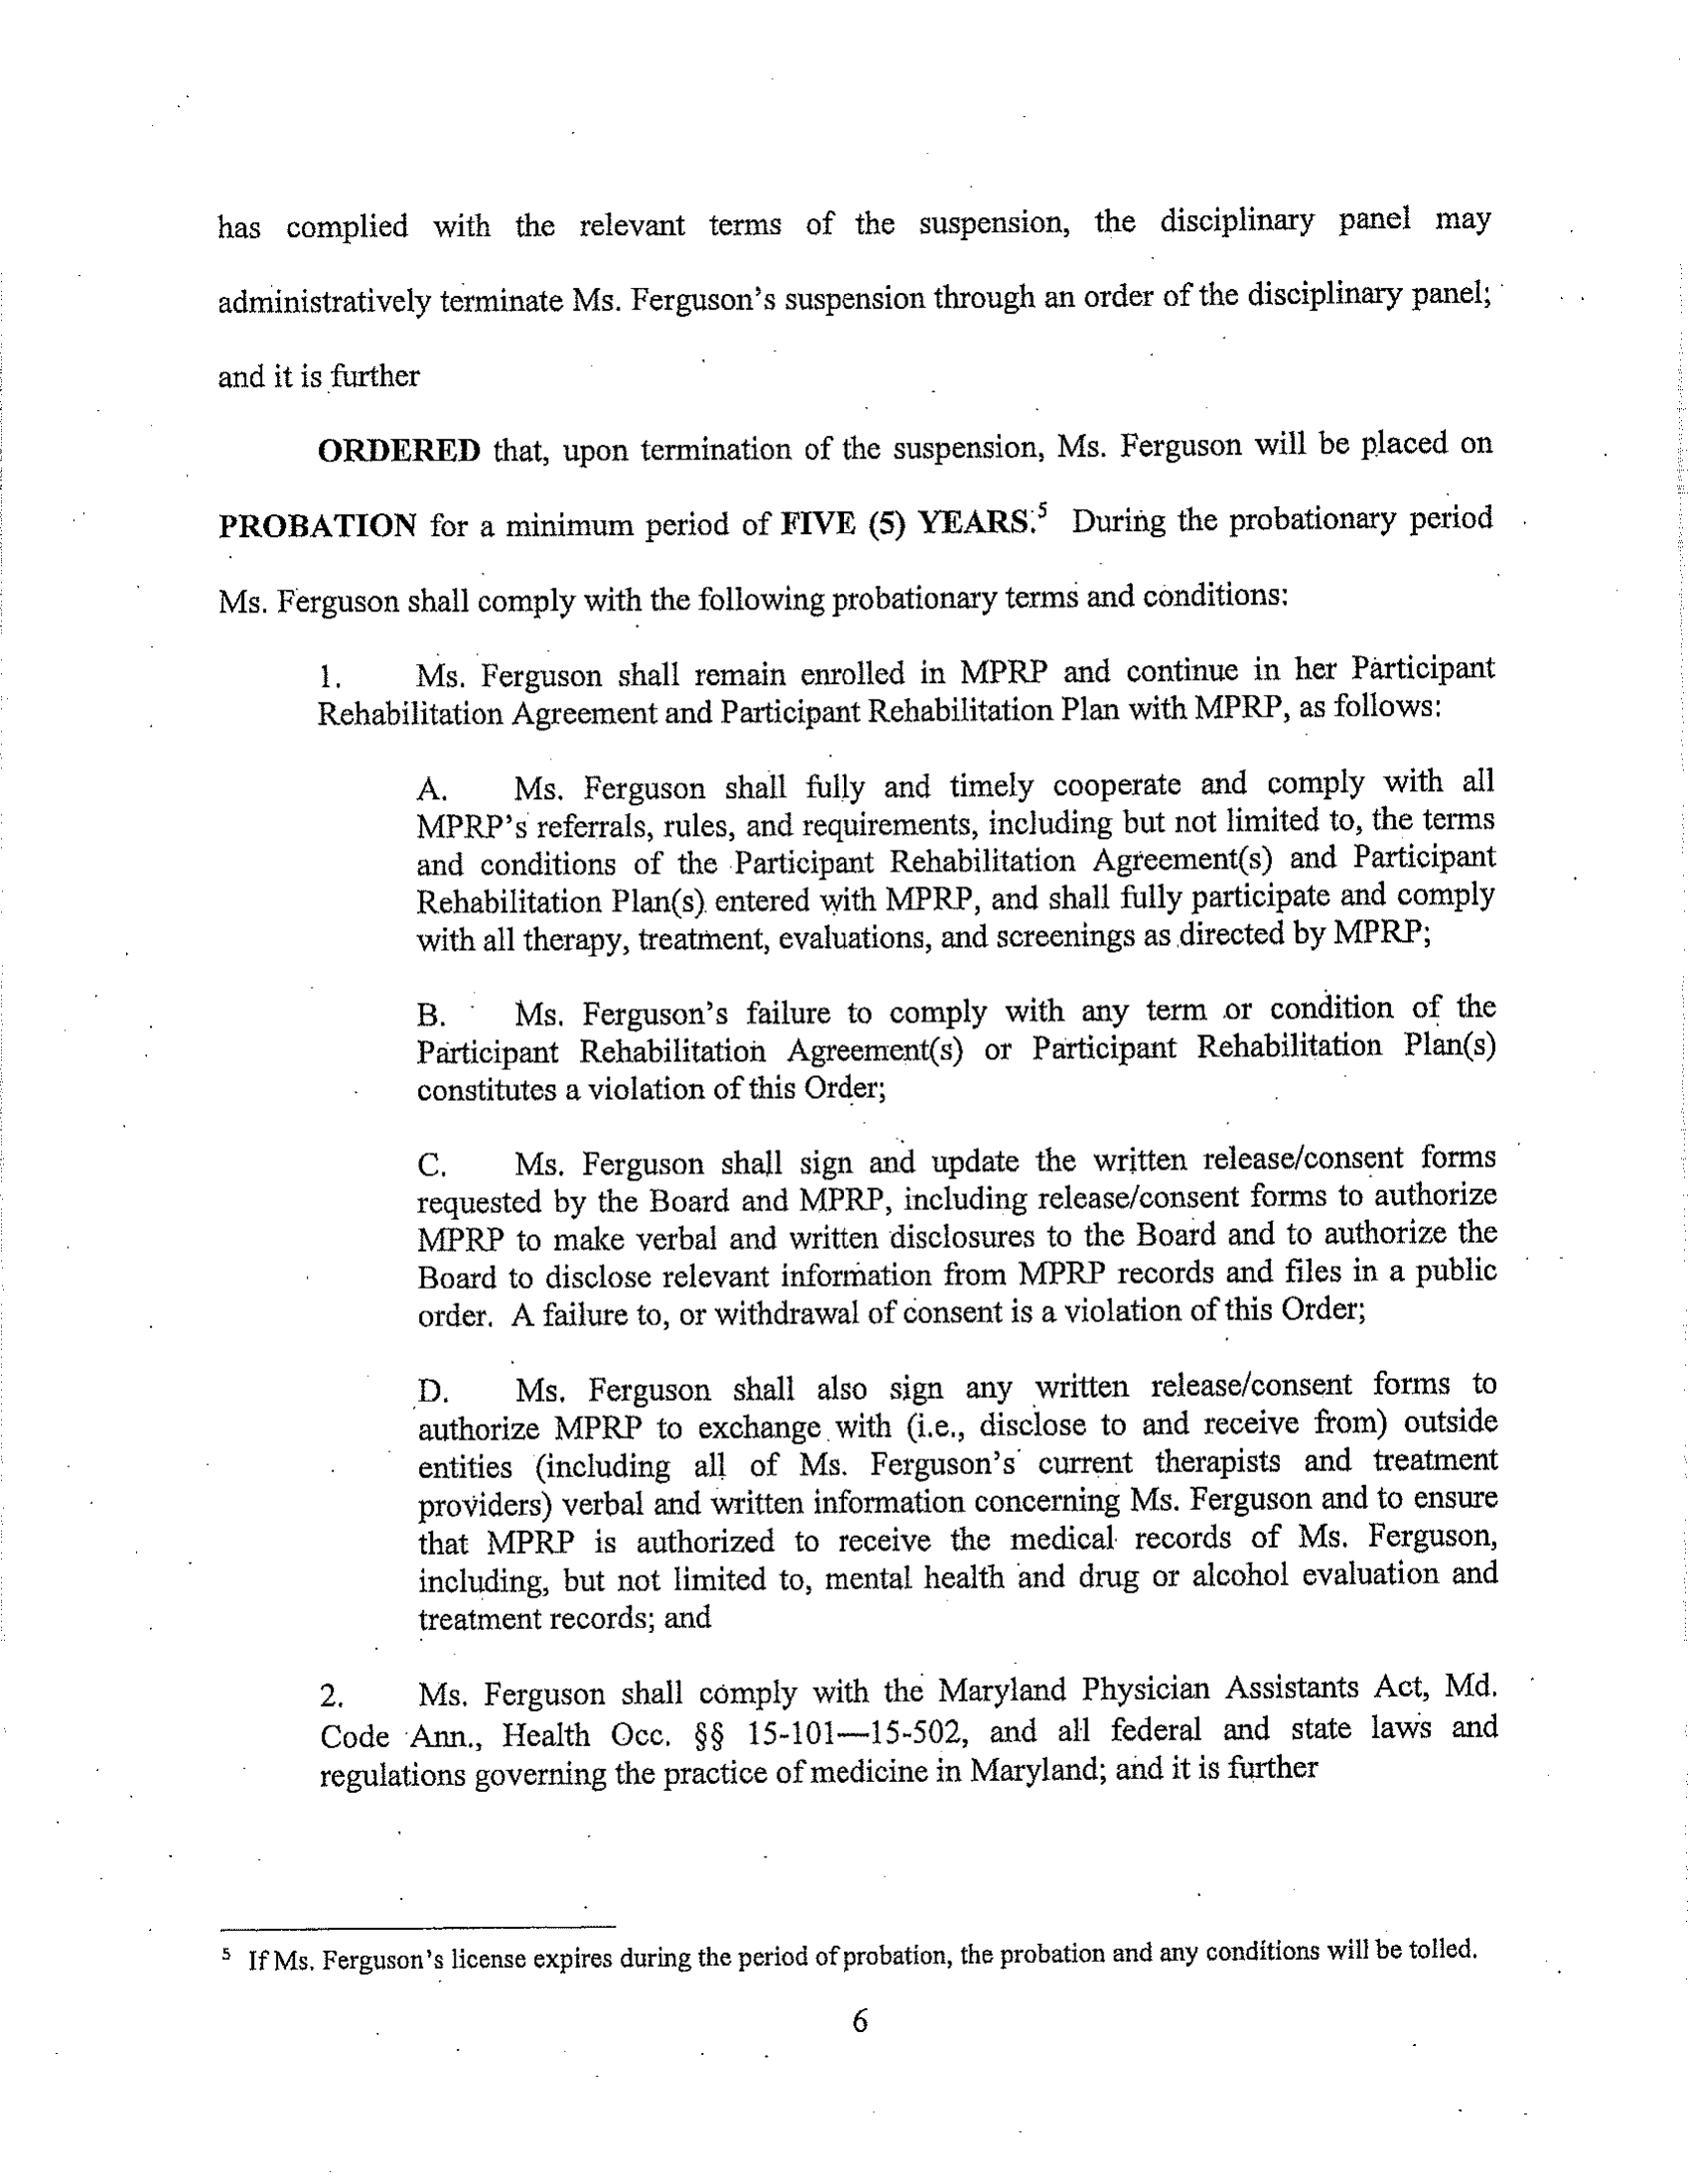 has complied with the relevant terms of the suspension, the disciplinary panel may
administratively terminate Ms. Ferguson's suspension through an order of the disciplinary panel;
and it is further
ORDERED that, upon termination of the suspension, Ms. Ferguson will be placed on
PROBATION for a minimum period of FIVE (5) YEARS.⁵ During the probationary period
Ms. Ferguson shall comply with the following probationary terms and conditions:
1. Ms. Ferguson shall remain enrolled in MPRP and continue in her Participant
Rehabilitation Agreement and Participant Rehabilitation Plan with MPRP, as follows:
A. Ms. Ferguson shall fully and timely cooperate and comply with all
MPRP's referrals, rules, and requirements, including but not limited to, the terms
and conditions of the Participant Rehabilitation Agreement(s) and Participant
Rehabilitation Plan(s) entered with MPRP, and shall fully participate and comply
with all therapy, treatment, evaluations, and screenings as directed by MPRP;
B. Ms. Ferguson's failure to comply with any term or condition of the
Participant Rehabilitation Agreement(s) or Participant Rehabilitation Plan(s)
constitutes a violation of this Order;
C. Ms. Ferguson shall sign and update the written release/consent forms
requested by the Board and MPRP, including release/consent forms to authorize
MPRP to make verbal and written disclosures to the Board and to authorize the
Board to disclose relevant information from MPRP records and files in a public
order. A failure to, or withdrawal of consent is a violation of this Order;
D. Ms. Ferguson shall also sign any written release/consent forms to
authorize MPRP to exchange with (i.e., disclose to and receive from) outside
entities (including all of Ms. Ferguson's current therapists and treatment
providers) verbal and written information concerning Ms. Ferguson and to ensure
that MPRP is authorized to receive the medical records of Ms. Ferguson,
including, but not limited to, mental health and drug or alcohol evaluation and
treatment records; and
2. Ms. Ferguson shall comply with the Maryland Physician Assistants Act, Md.
Code Ann., Health Occ. §§ 15-101—15-502, and all federal and state laws and
regulations governing the practice of medicine in Maryland; and it is further
⁵ If Ms. Ferguson's license expires during the period of probation, the probation and any conditions will be tolled.
6